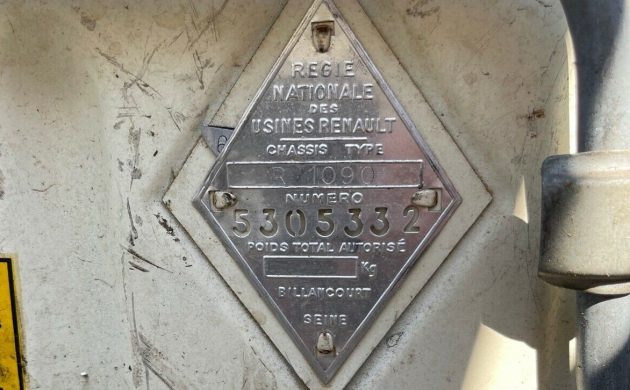 REGIE
NATIONALE
DES
USINES RENAULT
CHASSIS TYPE
R 1090
NUMERO
5305332
POIDS TOTAL AUTORISÉ
Kg
BILLANCOURT
SEINE